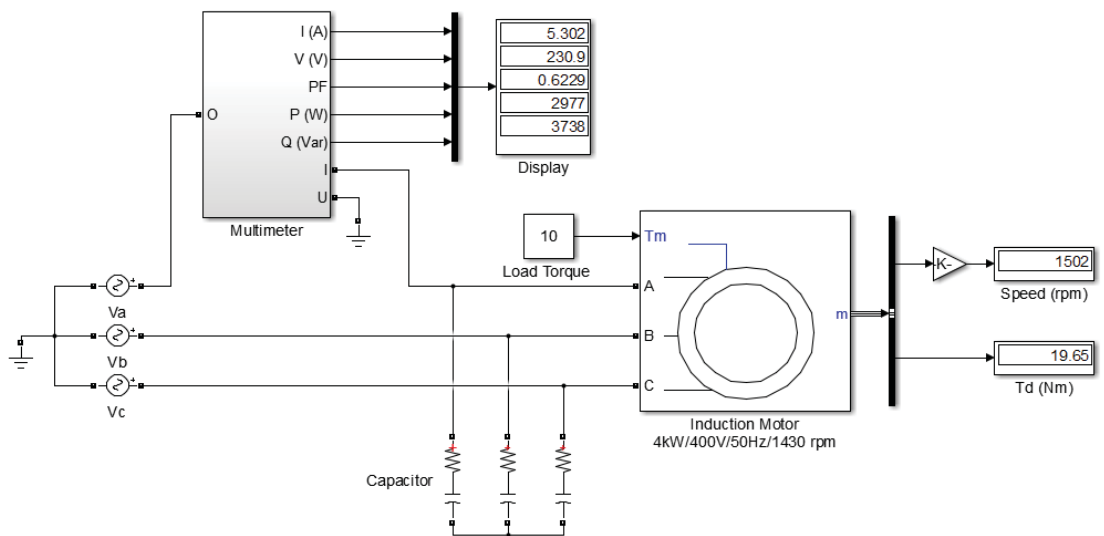 I (A)
V (V)
PF
P (W)
Q (Var)
I
U
O
Multimeter
5.302
230.9
0.6229
2977
3738
Display
10
Load Torque
Tm
A
B
C
m
Induction Motor
4kW/400V/50Hz/1430 rpm
-K-
1502
Speed (rpm)
19.65
Td (Nm)
+
Va
+
Vb
+
Vc
Capacitor
+
+
+